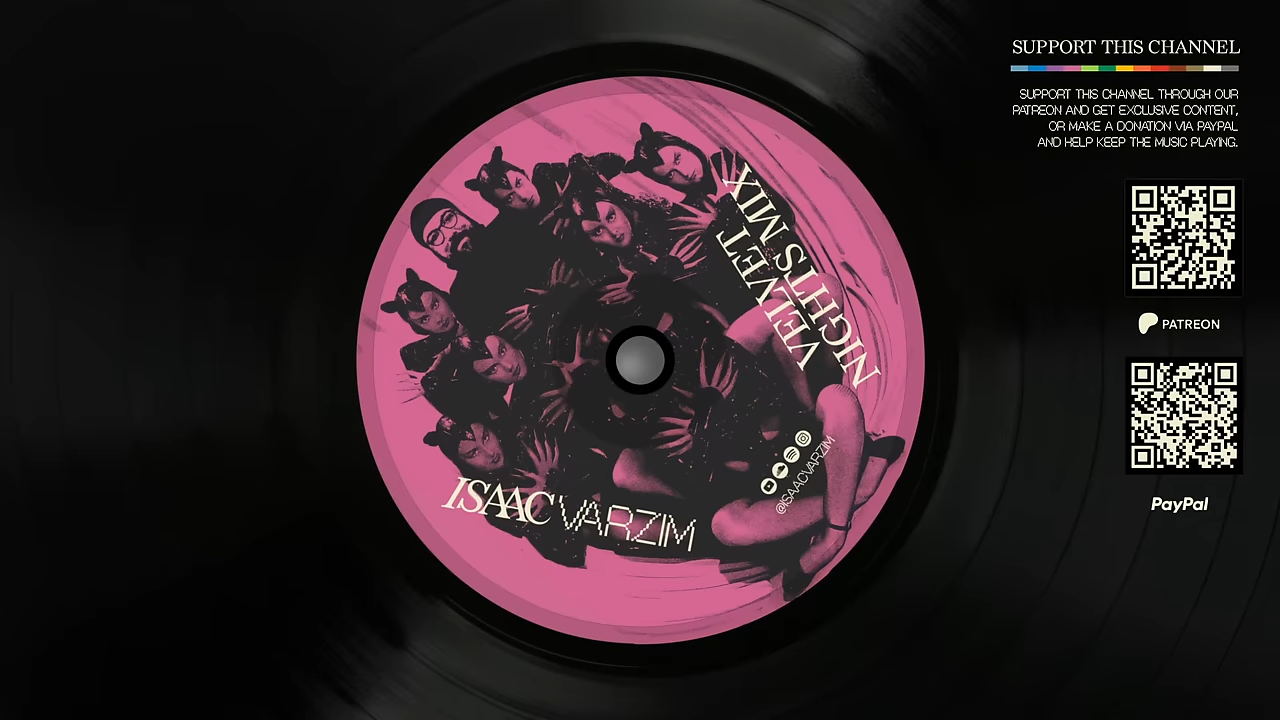 SUPPORT THIS CHANNEL
SUPPORT THIS CHANNEL THROUGH OUR
PATREON AND GET EXCLUSIVE CONTENT,
OR MAKE A DONATION VIA PAYPAL
AND HELP KEEP THE MUSIC PLAYING.
PATREON
PayPal
VELVET
NIGHTS MIX
ISAAC VARZIM
@ISAACVARZIM